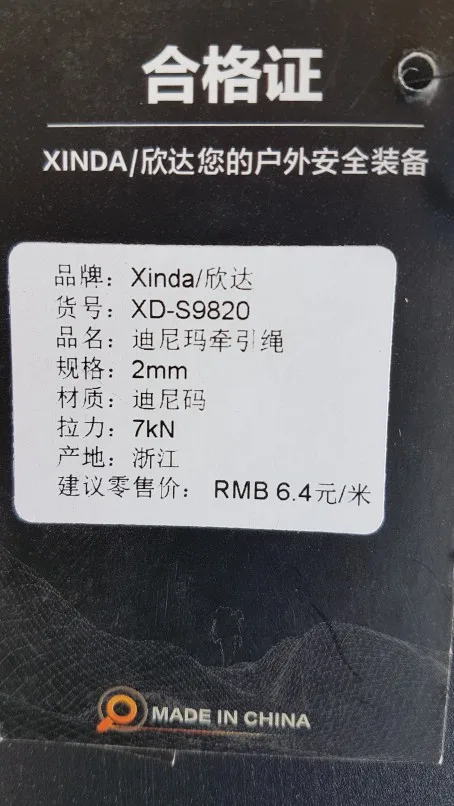 合格证
XINDA/欣达您的户外安全装备
品牌：Xinda/欣达
货号：XD-S9820
品名：迪尼玛牵引绳
规格：2mm
材质：迪尼码
拉力：7kN
产地：浙江
建议零售价： RMB 6.4元/米
MADE IN CHINA